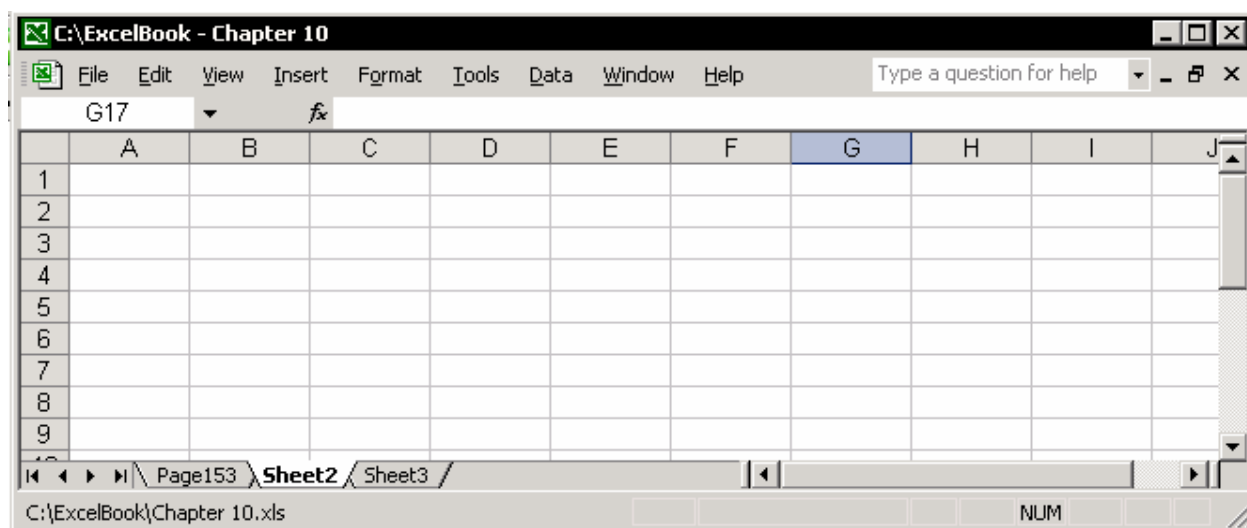 C:\ExcelBook - Chapter 10
File Edit View Insert Format Tools Data Window Help Type a question for help
G17 fx
A B C D E F G H I J
1
2
3
4
5
6
7
8
9
Page153 Sheet2 Sheet3
C:\ExcelBook\Chapter 10.xls NUM